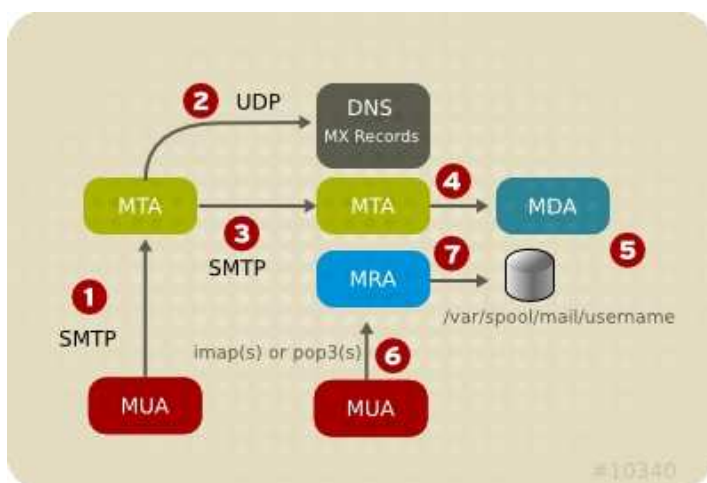 2 UDP
DNS
MX Records
MTA
MTA
4
MDA
3
SMTP
5
MRA
7
1
SMTP
/var/spool/mail/username
imap(s) or pop3(s) 6
MUA
MUA
#10340